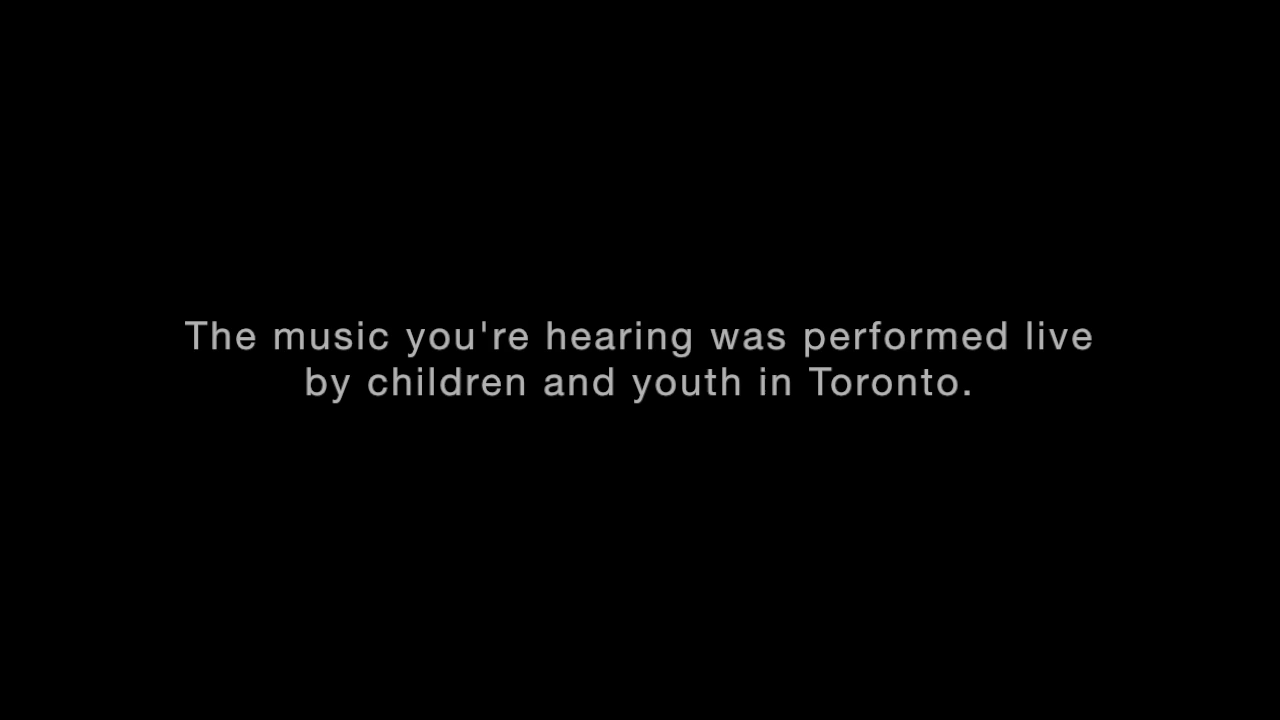 The music you're hearing was performed live
by children and youth in Toronto.